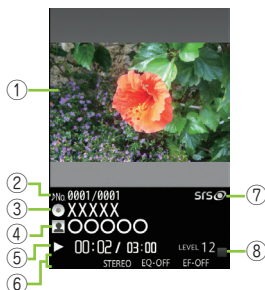 ①
② ♪No. 0001/0001 SrS ⑦
③ XXXXX
④ OOOOO
⑤ 00:02 / 03:00 LEVEL 12 ⑧
⑥ STEREO EQ-OFF EF-OFF